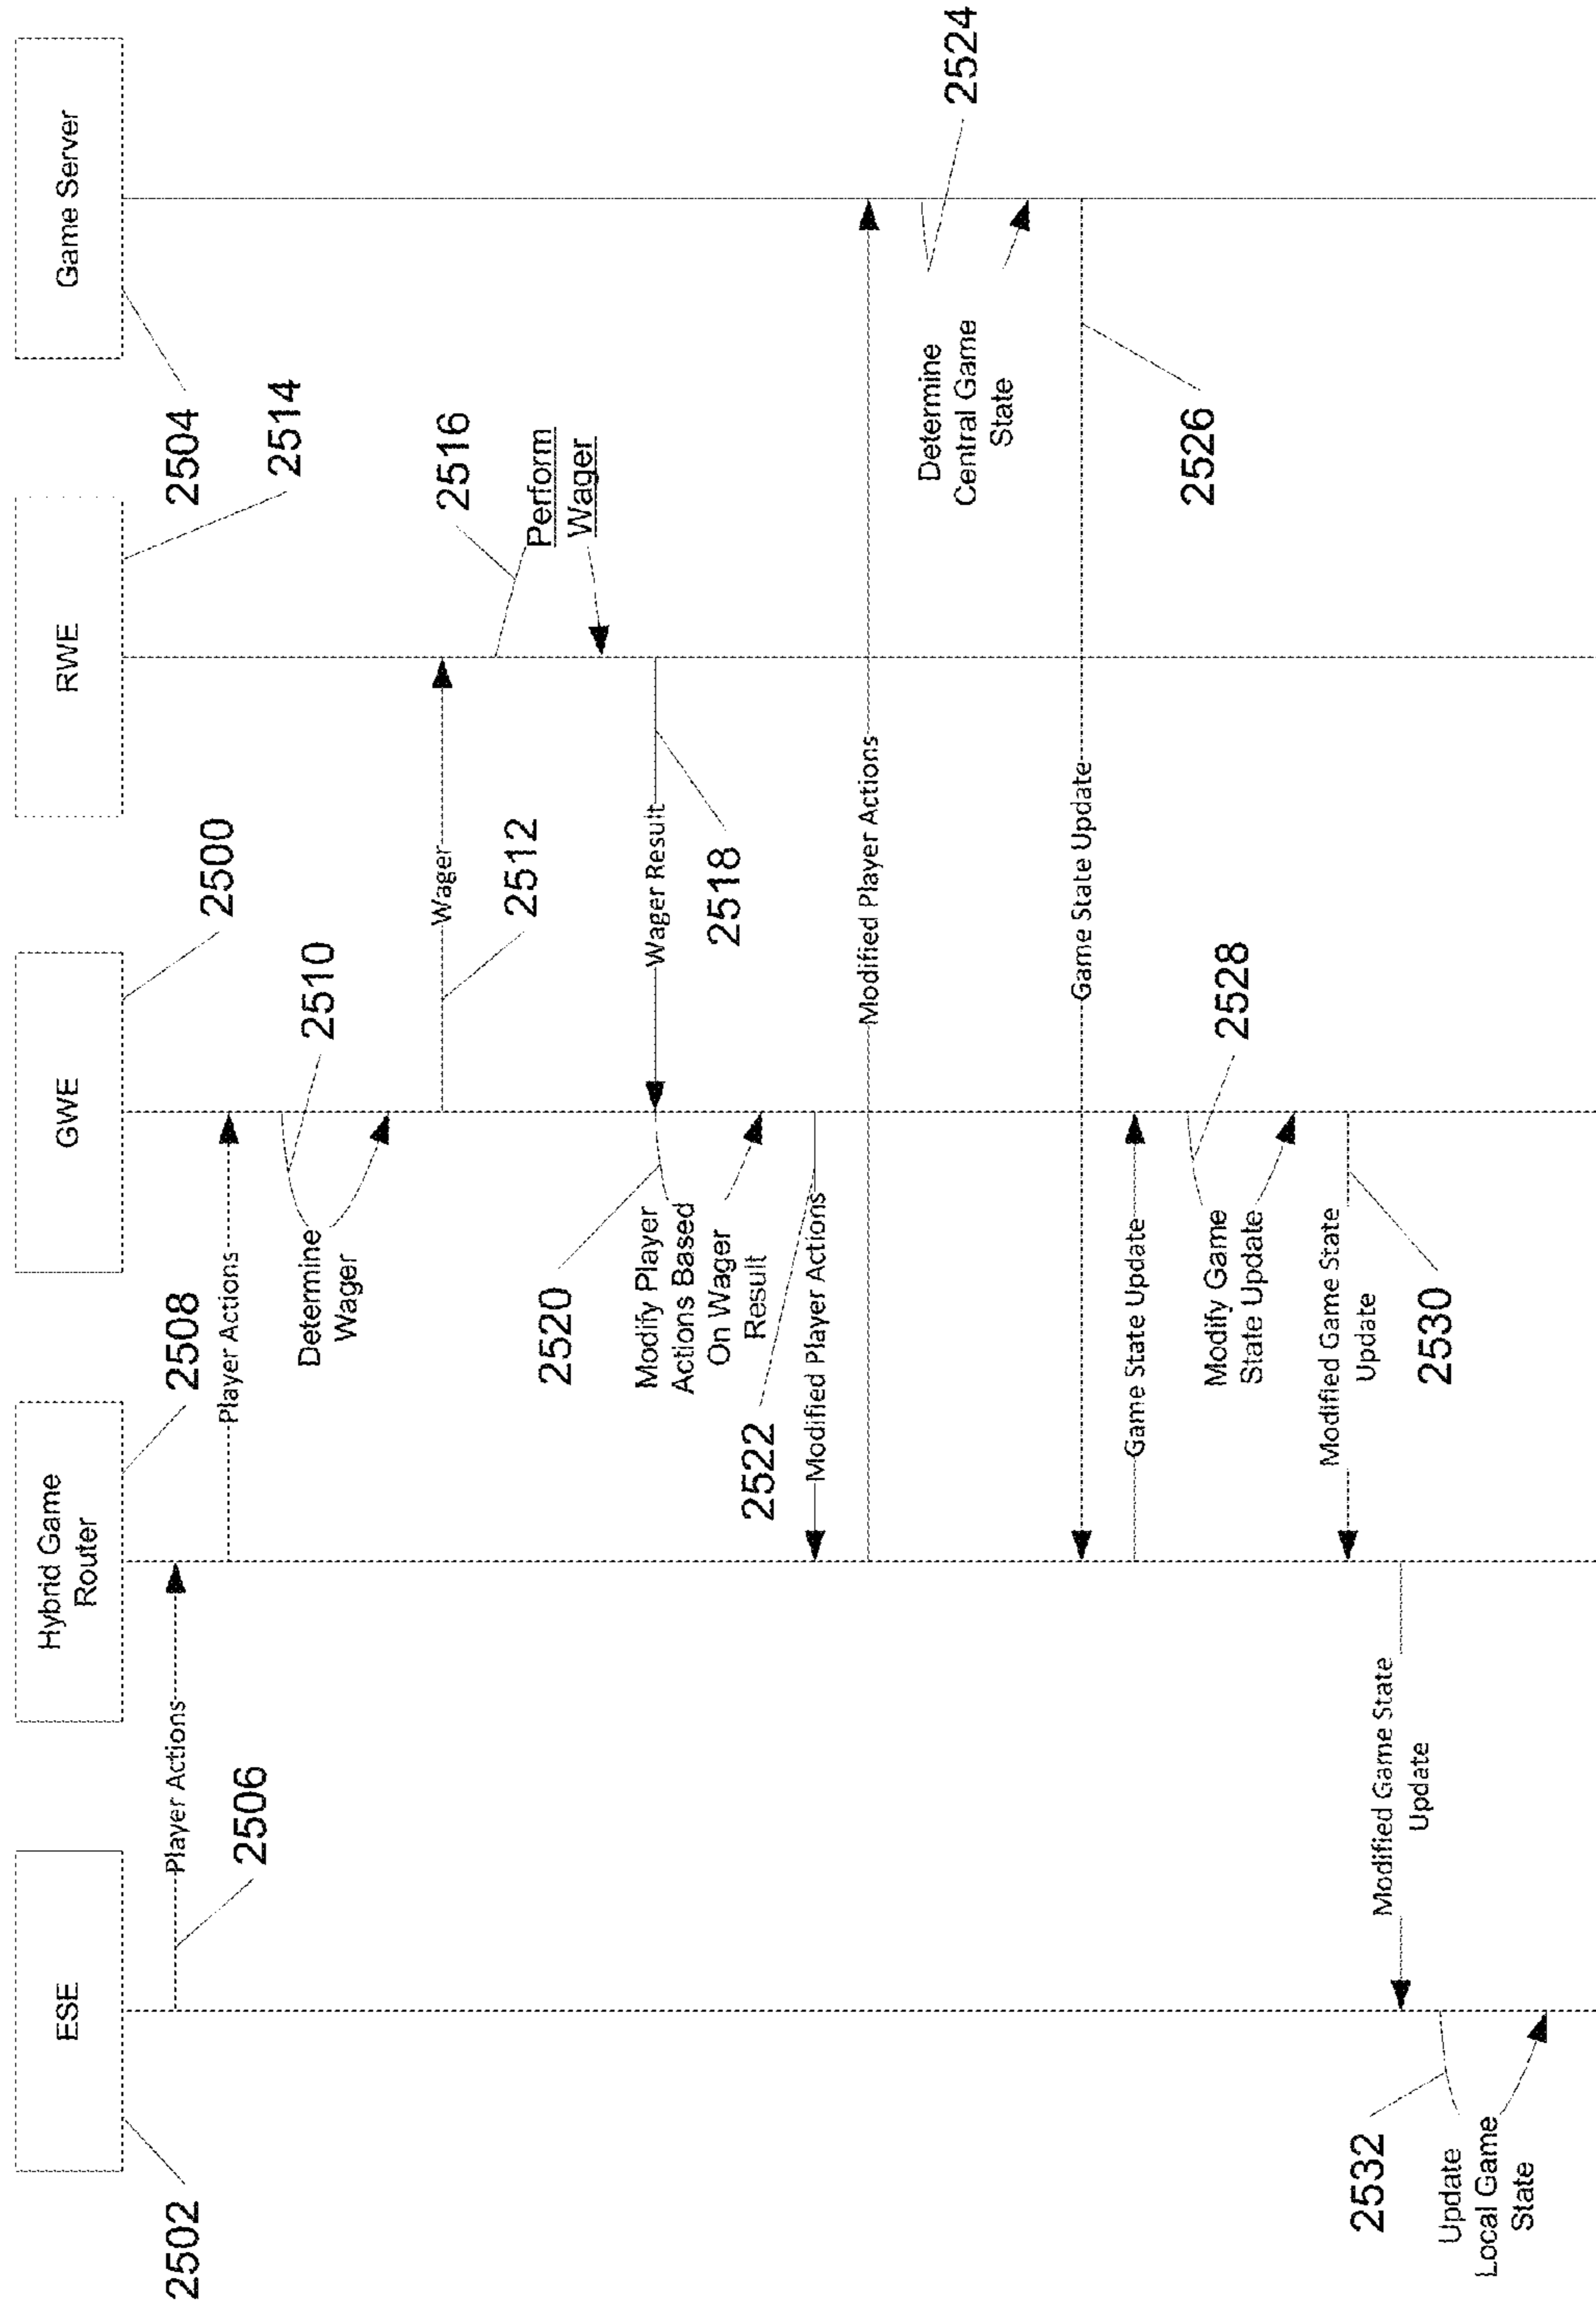 ESE
Hybrid Game
Router
GWE
RWE
Game Server
2502
2508
2500
2514
2504
Player Actions
2506
Player Actions
2510
Determine
Wager
Wager
2512
2516
Perform
Wager
Wager Result
2518
2520
Modify Player
Actions Based
On Wager
Result
2522
Modified Player Actions
Modified Player Actions
2524
Determine
Central Game
State
Game State Update
2526
Game State Update
2528
Modify Game
State Update
Modified Game State
Update
2530
Modified Game State
Update
2532
Update
Local Game
State